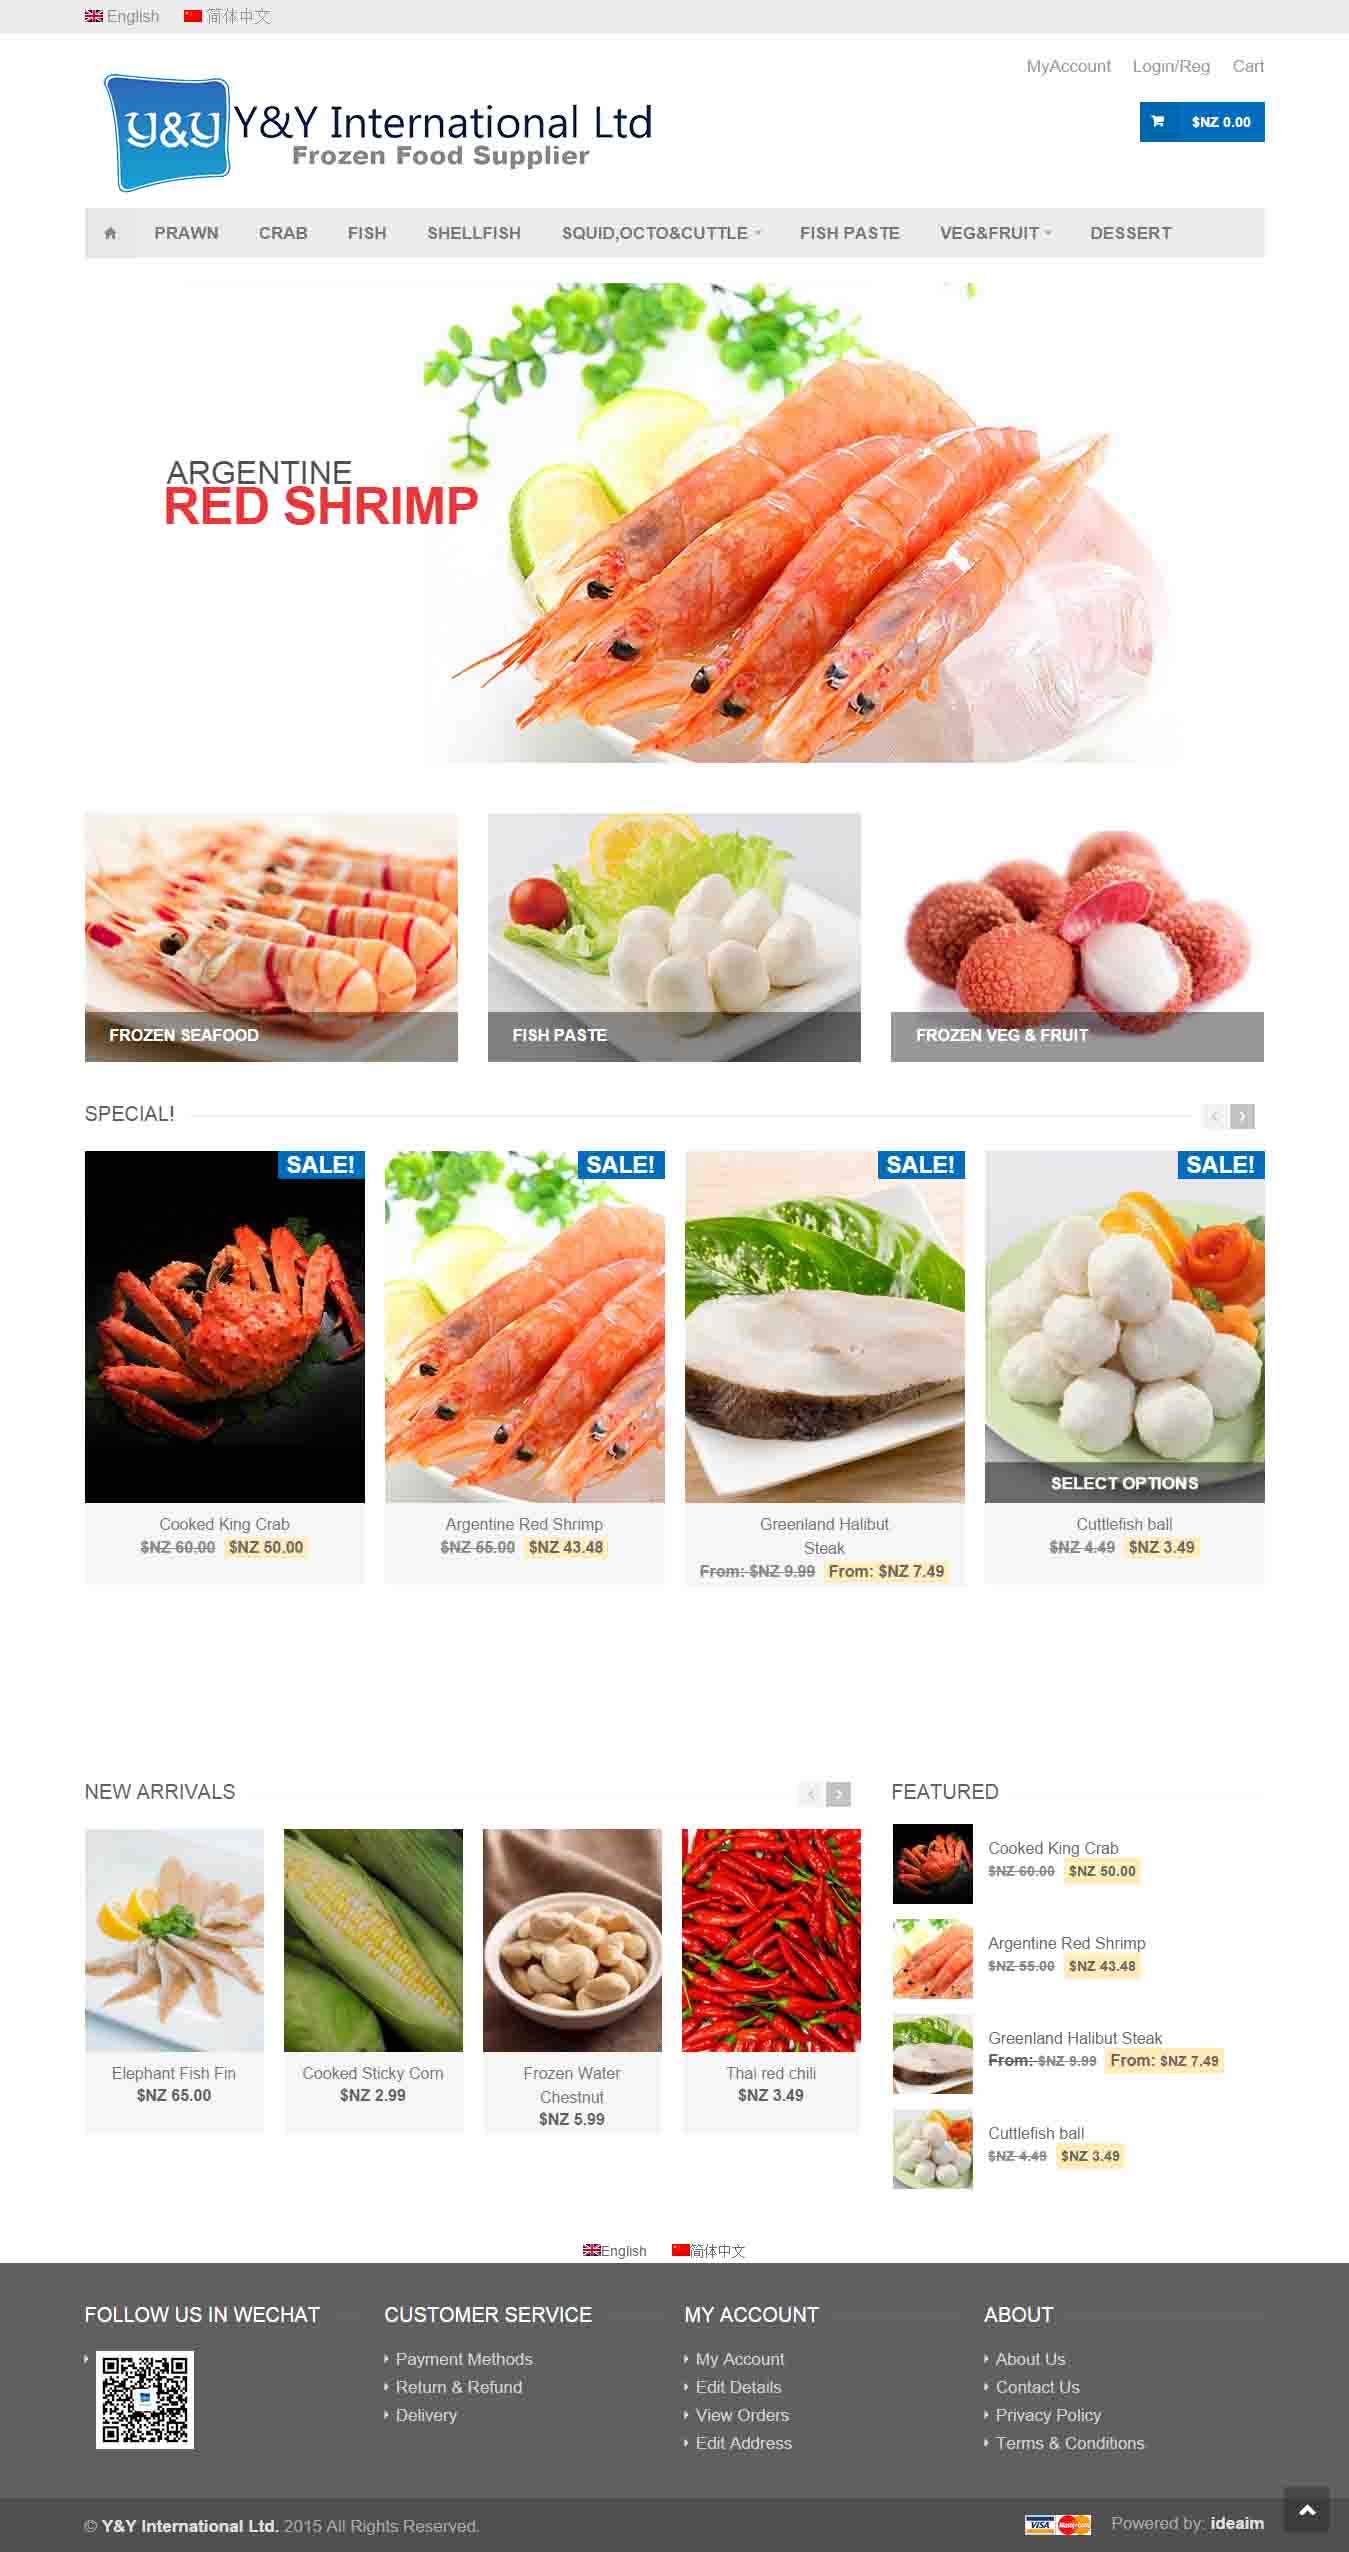 English 简体中文
MyAccount Login/Reg Cart
y&y Y&Y International Ltd
Frozen Food Supplier
$NZ 0.00
PRAWN CRAB FISH SHELLFISH SQUID,OCTO&CUTTLE FISH PASTE VEG&FRUIT DESSERT
ARGENTINE
RED SHRIMP
FROZEN SEAFOOD FISH PASTE FROZEN VEG & FRUIT
SPECIAL!
SALE! SALE! SALE! SALE!
SELECT OPTIONS
Cooked King Crab
$NZ 60.00 $NZ 50.00
Argentine Red Shrimp
$NZ 55.00 $NZ 43.48
Greenland Halibut
Steak
From: $NZ 9.99 From: $NZ 7.49
Cuttlefish ball
$NZ 4.49 $NZ 3.49
NEW ARRIVALS
Elephant Fish Fin
$NZ 65.00
Cooked Sticky Corn
$NZ 2.99
Frozen Water
Chestnut
$NZ 5.99
Thai red chili
$NZ 3.49
FEATURED
Cooked King Crab
$NZ 60.00 $NZ 50.00
Argentine Red Shrimp
$NZ 55.00 $NZ 43.48
Greenland Halibut Steak
From: $NZ 9.99 From: $NZ 7.49
Cuttlefish ball
$NZ 4.49 $NZ 3.49
English 简体中文
FOLLOW US IN WECHAT
CUSTOMER SERVICE
Payment Methods
Return & Refund
Delivery
MY ACCOUNT
My Account
Edit Details
View Orders
Edit Address
ABOUT
About Us
Contact Us
Privacy Policy
Terms & Conditions
© Y&Y International Ltd. 2015 All Rights Reserved.
VISA MasterCard Powered by: ideaim